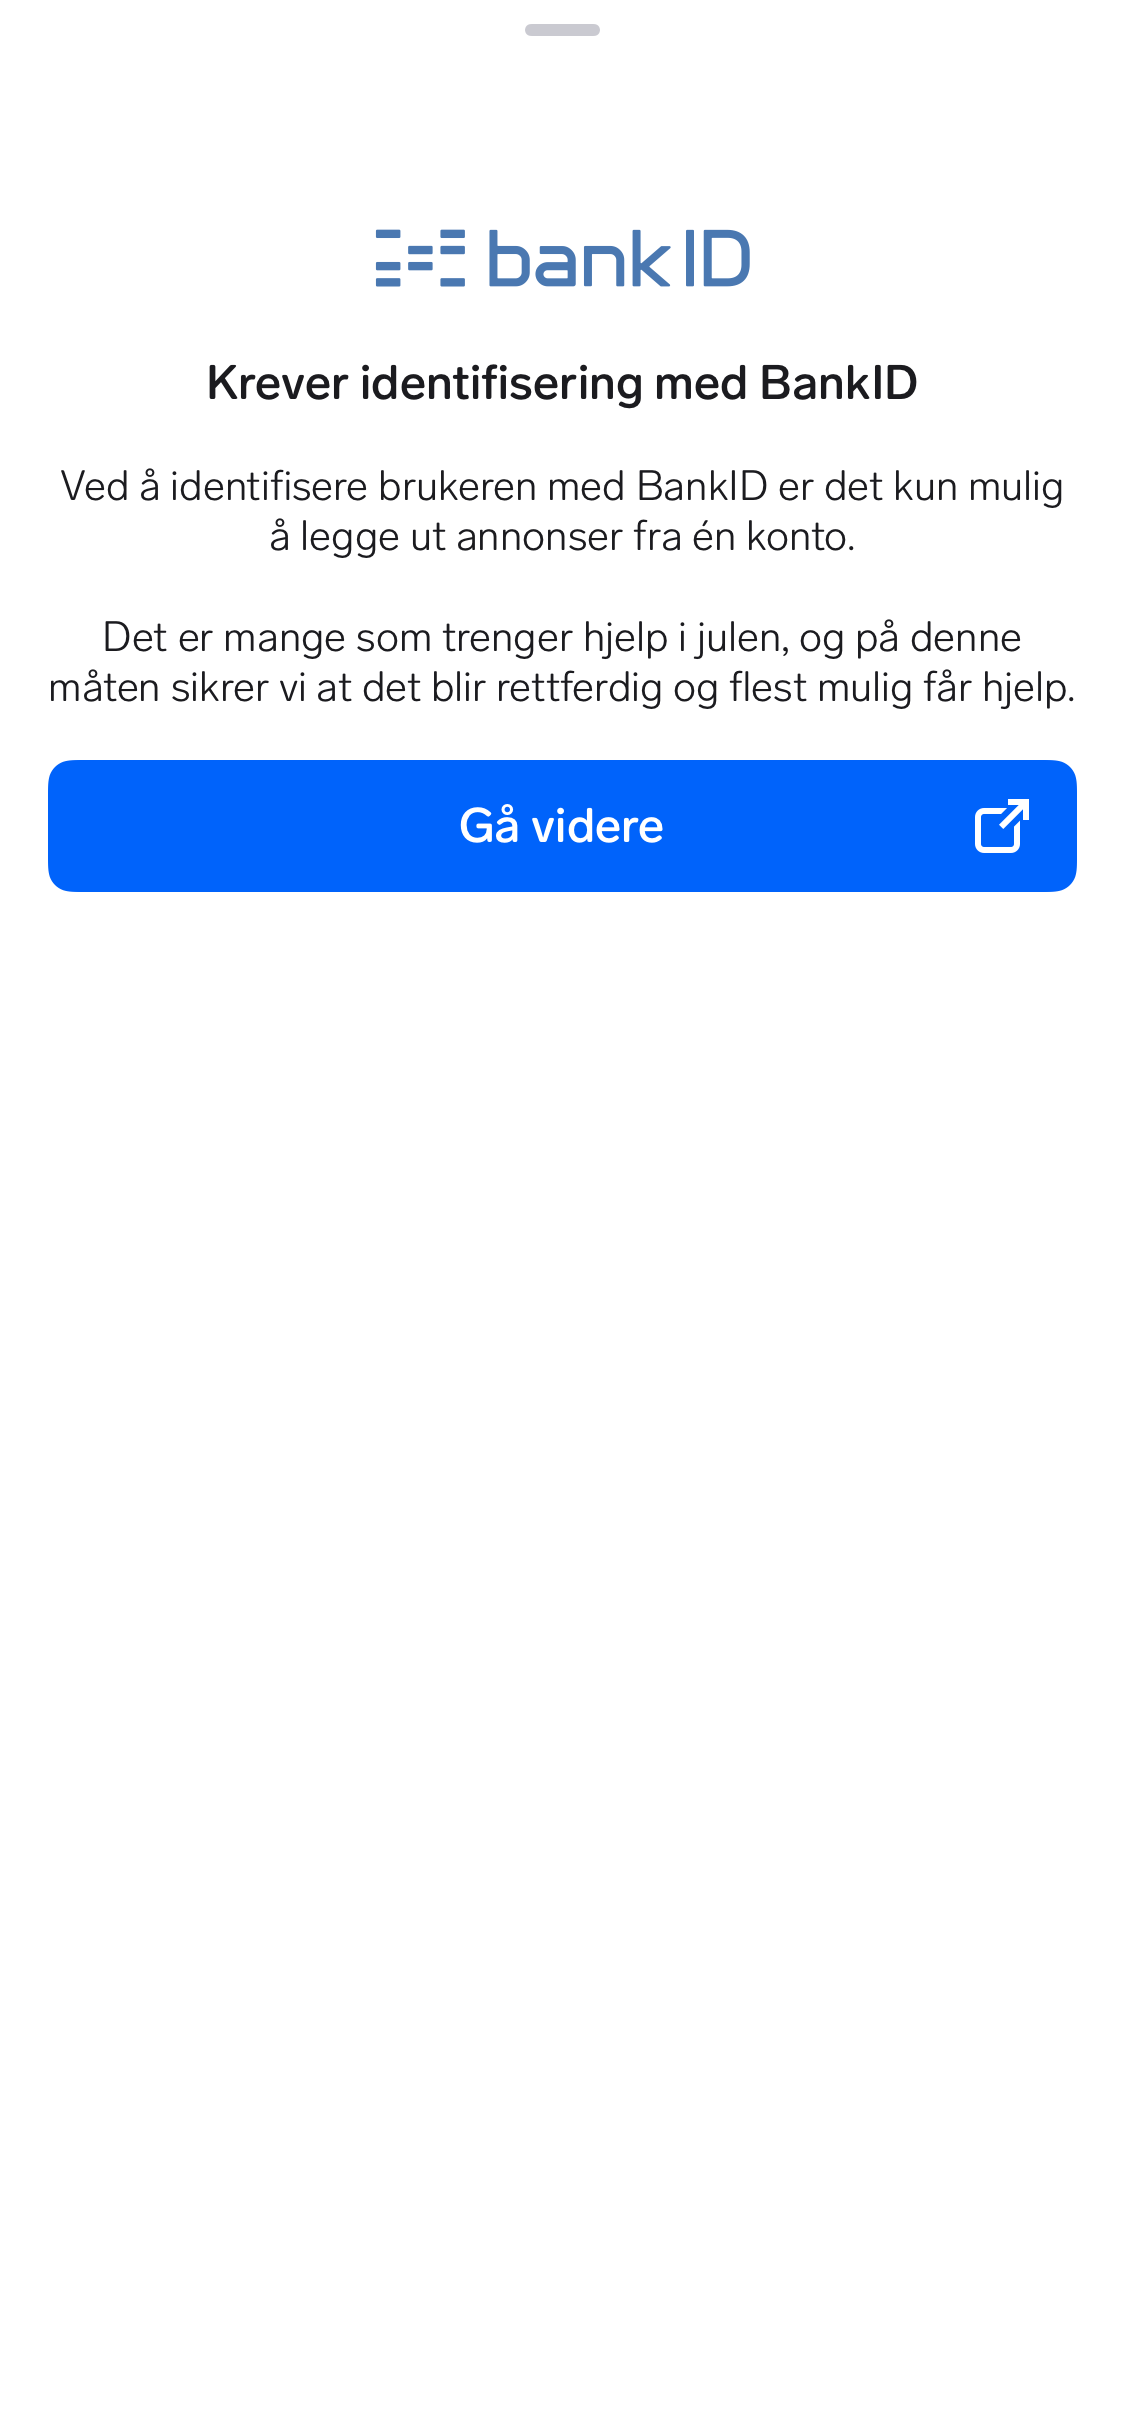 bankID
Krever identifisering med BankID
Ved å identifisere brukeren med BankID er det kun mulig
å legge ut annonser fra én konto.
Det er mange som trenger hjelp i julen, og på denne
måten sikrer vi at det blir rettferdig og flest mulig får hjelp.
Gå videre